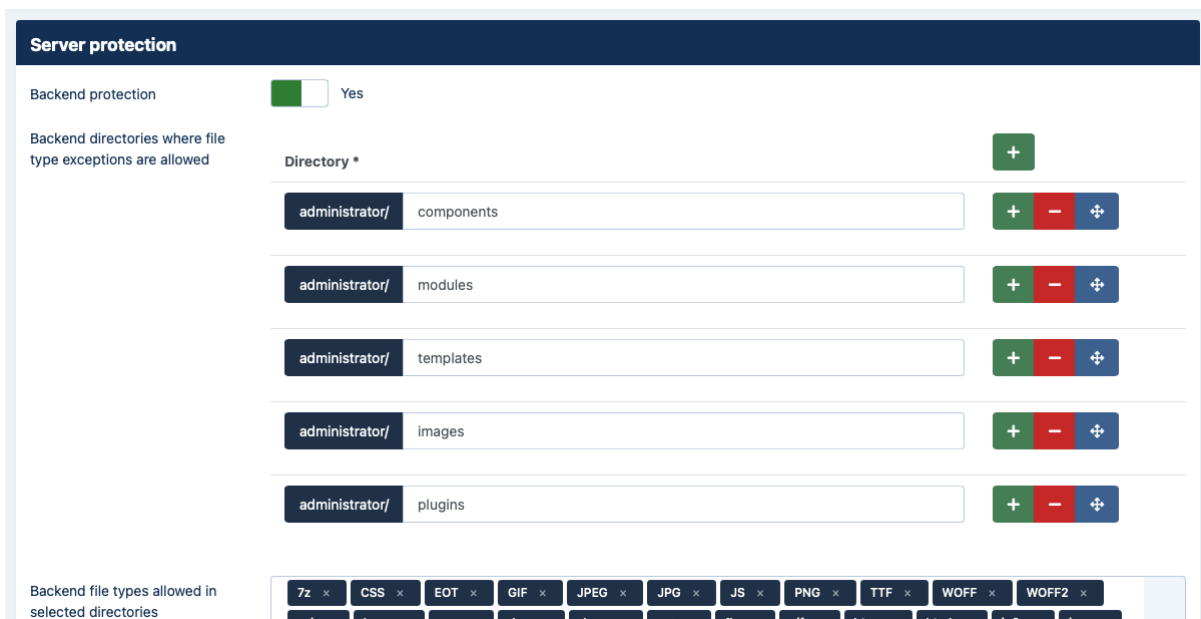 Server protection
Backend protection
Yes
Backend directories where file
type exceptions are allowed
Directory *
administrator/ components
administrator/ modules
administrator/ templates
administrator/ images
administrator/ plugins
Backend file types allowed in
selected directories
7z × CSS × EOT × GIF × JPEG × JPG × JS × PNG × TTF × WOFF × WOFF2 ×